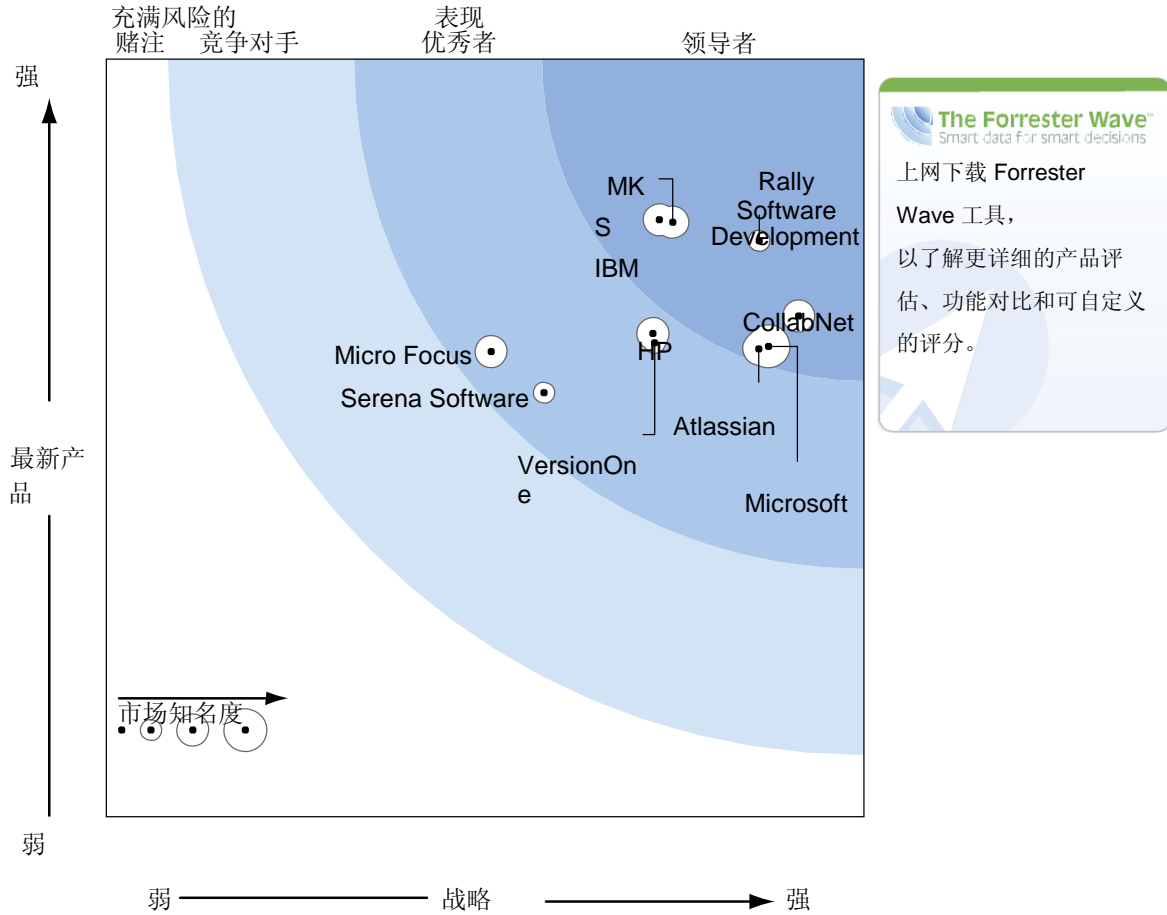 充满风险的
赌注
竞争对手
表现
优秀者
领导者
强
The Forrester Wave™
Smart data for smart decisions
上网下载 Forrester
Wave 工具，
以了解更详细的产品评
估、功能对比和可自定义
的评分。
MK
S
IBM
Rally
Software
Development
CollabNet
HP
Micro Focus
Serena Software
Atlassian
VersionOn
e
Microsoft
最新产
品
市场知名度
弱
弱
战略
强